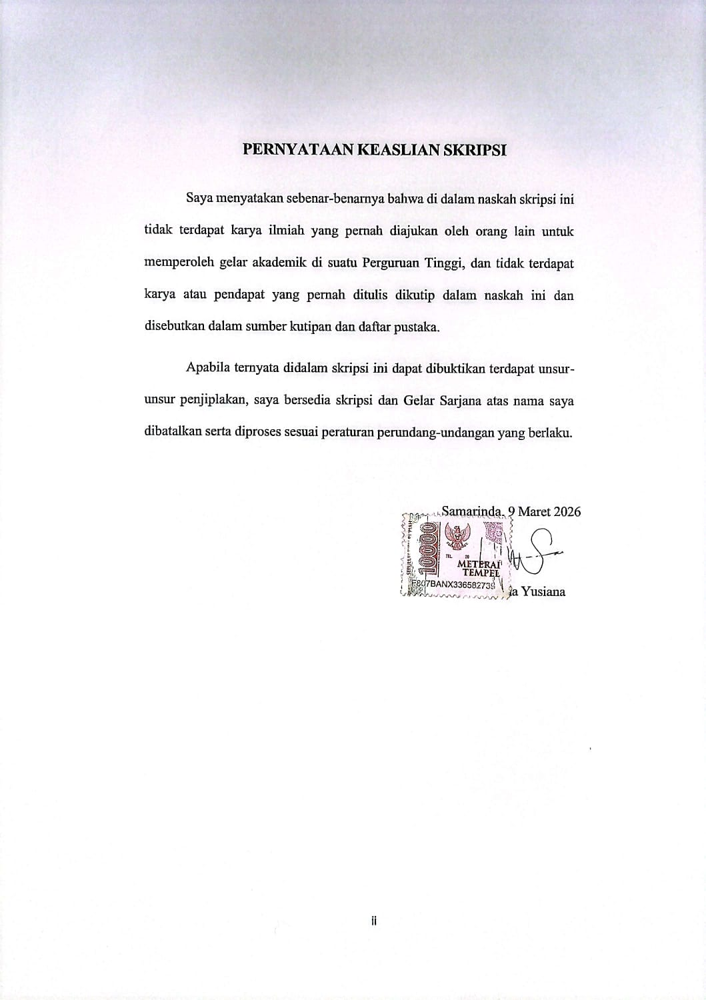 PERNYATAAN KEASLIAN SKRIPSI
Saya menyatakan sebenar-benarnya bahwa di dalam naskah skripsi ini
tidak terdapat karya ilmiah yang pernah diajukan oleh orang lain untuk
memperoleh gelar akademik di suatu Perguruan Tinggi, dan tidak terdapat
karya atau pendapat yang pernah ditulis dikutip dalam naskah ini dan
disebutkan dalam sumber kutipan dan daftar pustaka.
Apabila ternyata didalam skripsi ini dapat dibuktikan terdapat unsur-
unsur penjiplakan, saya bersedia skripsi dan Gelar Sarjana atas nama saya
dibatalkan serta diproses sesuai peraturan perundang-undangan yang berlaku.
Samarinda, 9 Maret 2026
10000
TEL. 20
METERAI
TEMPEL
Yusiana
ii